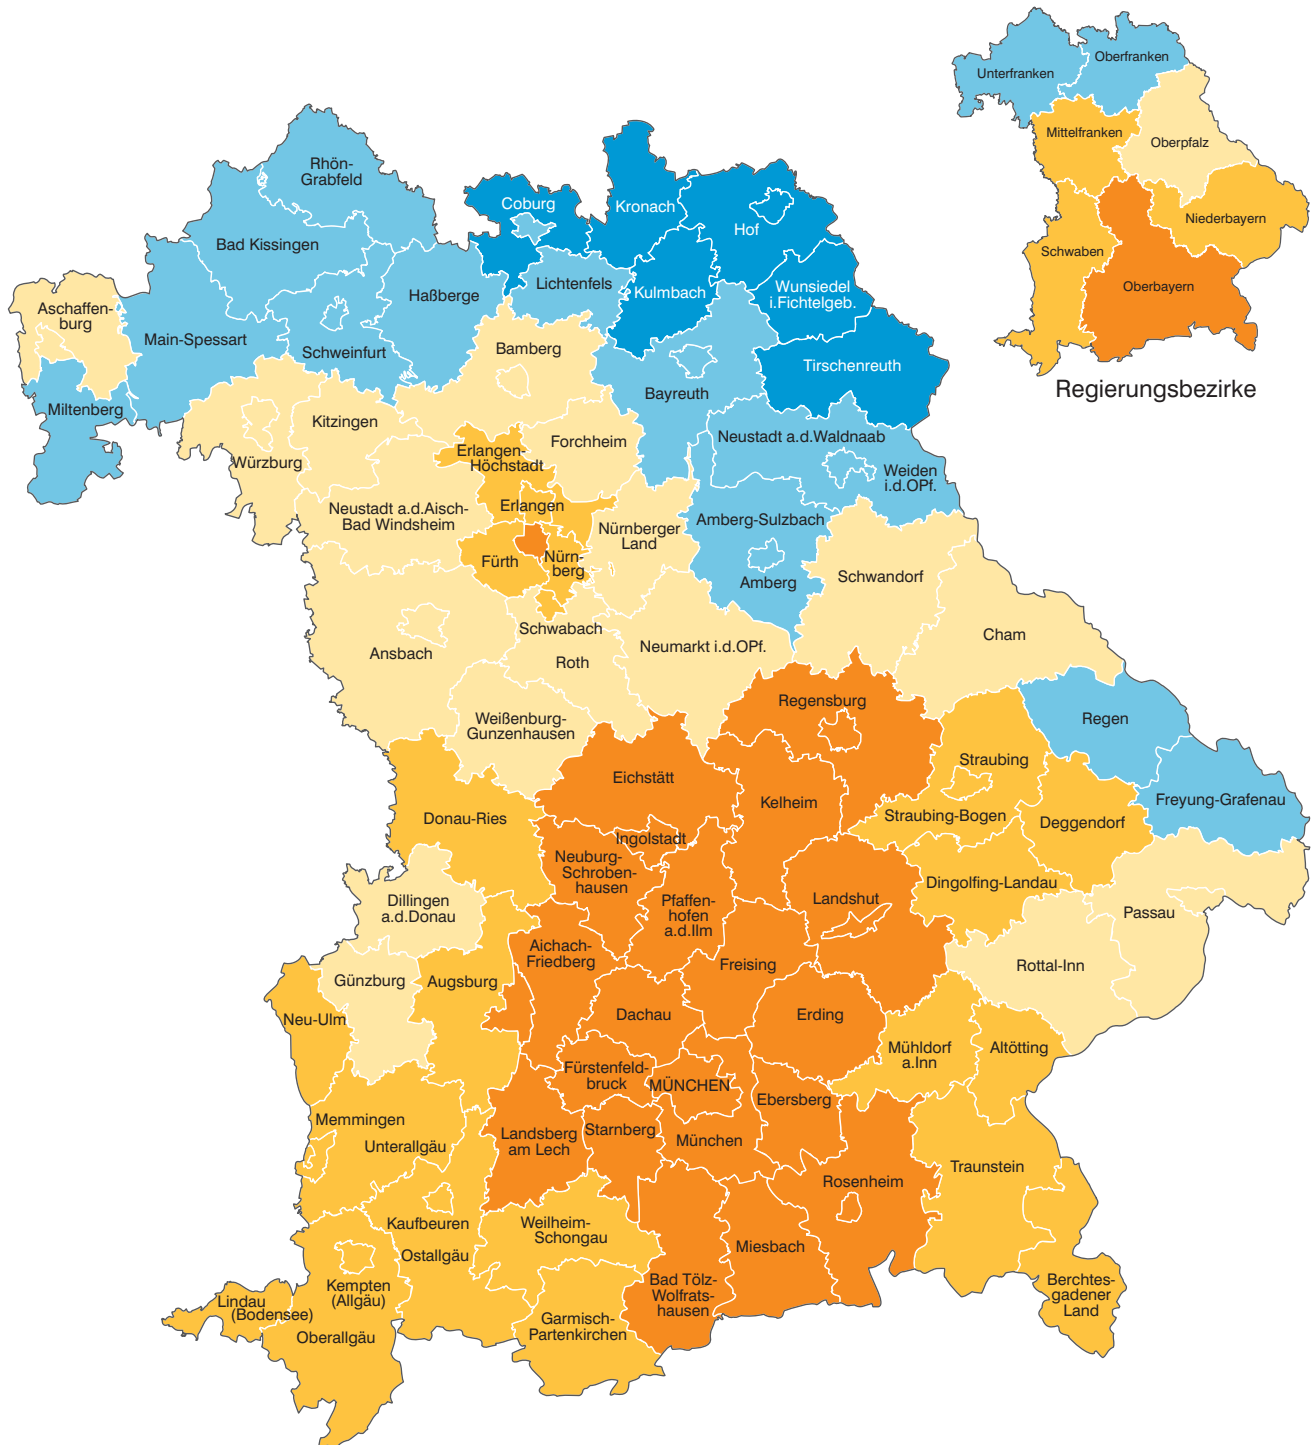 Unterfranken
Oberfranken
Mittelfranken
Oberpfalz
Niederbayern
Schwaben
Oberbayern
Regierungsbezirke
Rhön-
Grabfeld
Coburg
Kronach
Hof
Bad Kissingen
Lichtenfels
Kulmbach
Wunsiedel
i.Fichtelgeb.
Haßberge
Aschaffen-
burg
Main-Spessart
Schweinfurt
Bamberg
Tirschenreuth
Bayreuth
Miltenberg
Kitzingen
Forchheim
Neustadt a.d.Waldnaab
Erlangen-
Höchstadt
Würzburg
Weiden
i.d.OPf.
Neustadt a.d.Aisch-
Bad Windsheim
Erlangen
Nürnberger
Land
Amberg-Sulzbach
Fürth
Nürn-
berg
Amberg
Schwandorf
Schwabach
Cham
Ansbach
Roth
Neumarkt i.d.OPf.
Regensburg
Weißenburg-
Gunzenhausen
Regen
Straubing
Eichstätt
Kelheim
Freyung-Grafenau
Donau-Ries
Straubing-Bogen
Deggendorf
Ingolstadt
Neuburg-
Schroben-
hausen
Dingolfing-Landau
Dillingen
a.d.Donau
Pfaffen-
hofen
a.d.Ilm
Landshut
Passau
Aichach-
Friedberg
Freising
Rottal-Inn
Günzburg
Augsburg
Neu-Ulm
Dachau
Erding
Mühldorf
a.Inn
Altötting
Fürstenfeld-
bruck
MÜNCHEN
Ebersberg
Memmingen
Unterallgäu
Landsberg
am Lech
Starnberg
München
Traunstein
Rosenheim
Kaufbeuren
Weilheim-
Schongau
Miesbach
Ostallgäu
Kempten
(Allgäu)
Bad Tölz-
Wolfrats-
hausen
Berchtes-
gadener
Land
Lindau
(Bodensee)
Oberallgäu
Garmisch-
Partenkirchen